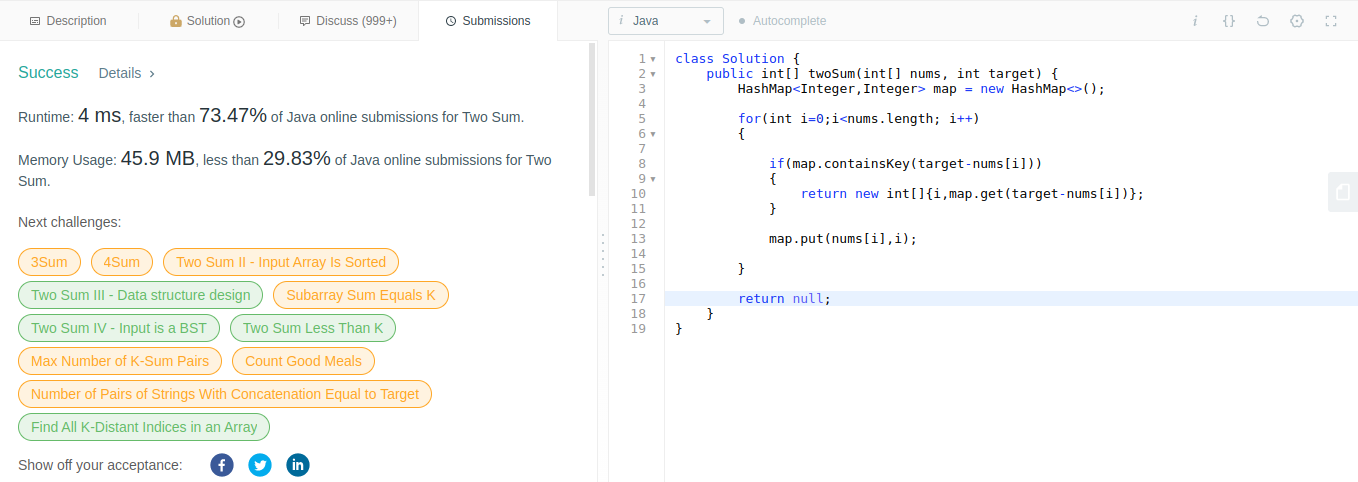 Description
Solution
Discuss (999+)
Submissions
i Java
Autocomplete
i {}
Success Details >
Runtime: 4 ms, faster than 73.47% of Java online submissions for Two Sum.
Memory Usage: 45.9 MB, less than 29.83% of Java online submissions for Two
Sum.
Next challenges:
3Sum 4Sum Two Sum II - Input Array Is Sorted
Two Sum III - Data structure design Subarray Sum Equals K
Two Sum IV - Input is a BST Two Sum Less Than K
Max Number of K-Sum Pairs Count Good Meals
Number of Pairs of Strings With Concatenation Equal to Target
Find All K-Distant Indices in an Array
Show off your acceptance: f in
1 class Solution {
2 public int[] twoSum(int[] nums, int target) {
3 HashMap<Integer,Integer> map = new HashMap<>();
4
5 for(int i=0;i<nums.length; i++)
6 {
7
8 if(map.containsKey(target-nums[i]))
9 {
10 return new int[]{i,map.get(target-nums[i])};
11 }
12
13 map.put(nums[i],i);
14
15 }
16
17 return null;
18 }
19 }